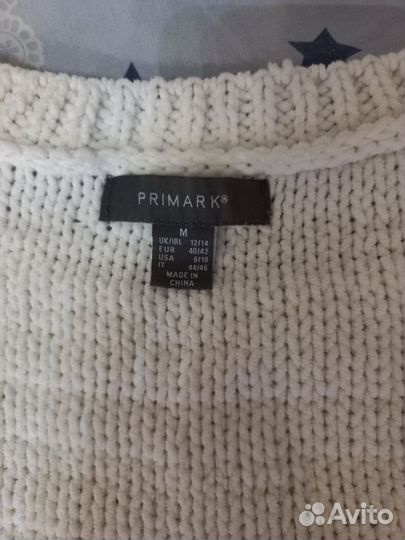 PRIMARK®
M
UK/IRL 12/14
EUR 40/42
USA 8/10
IT 44/46
MADE IN
CHINA
Avito